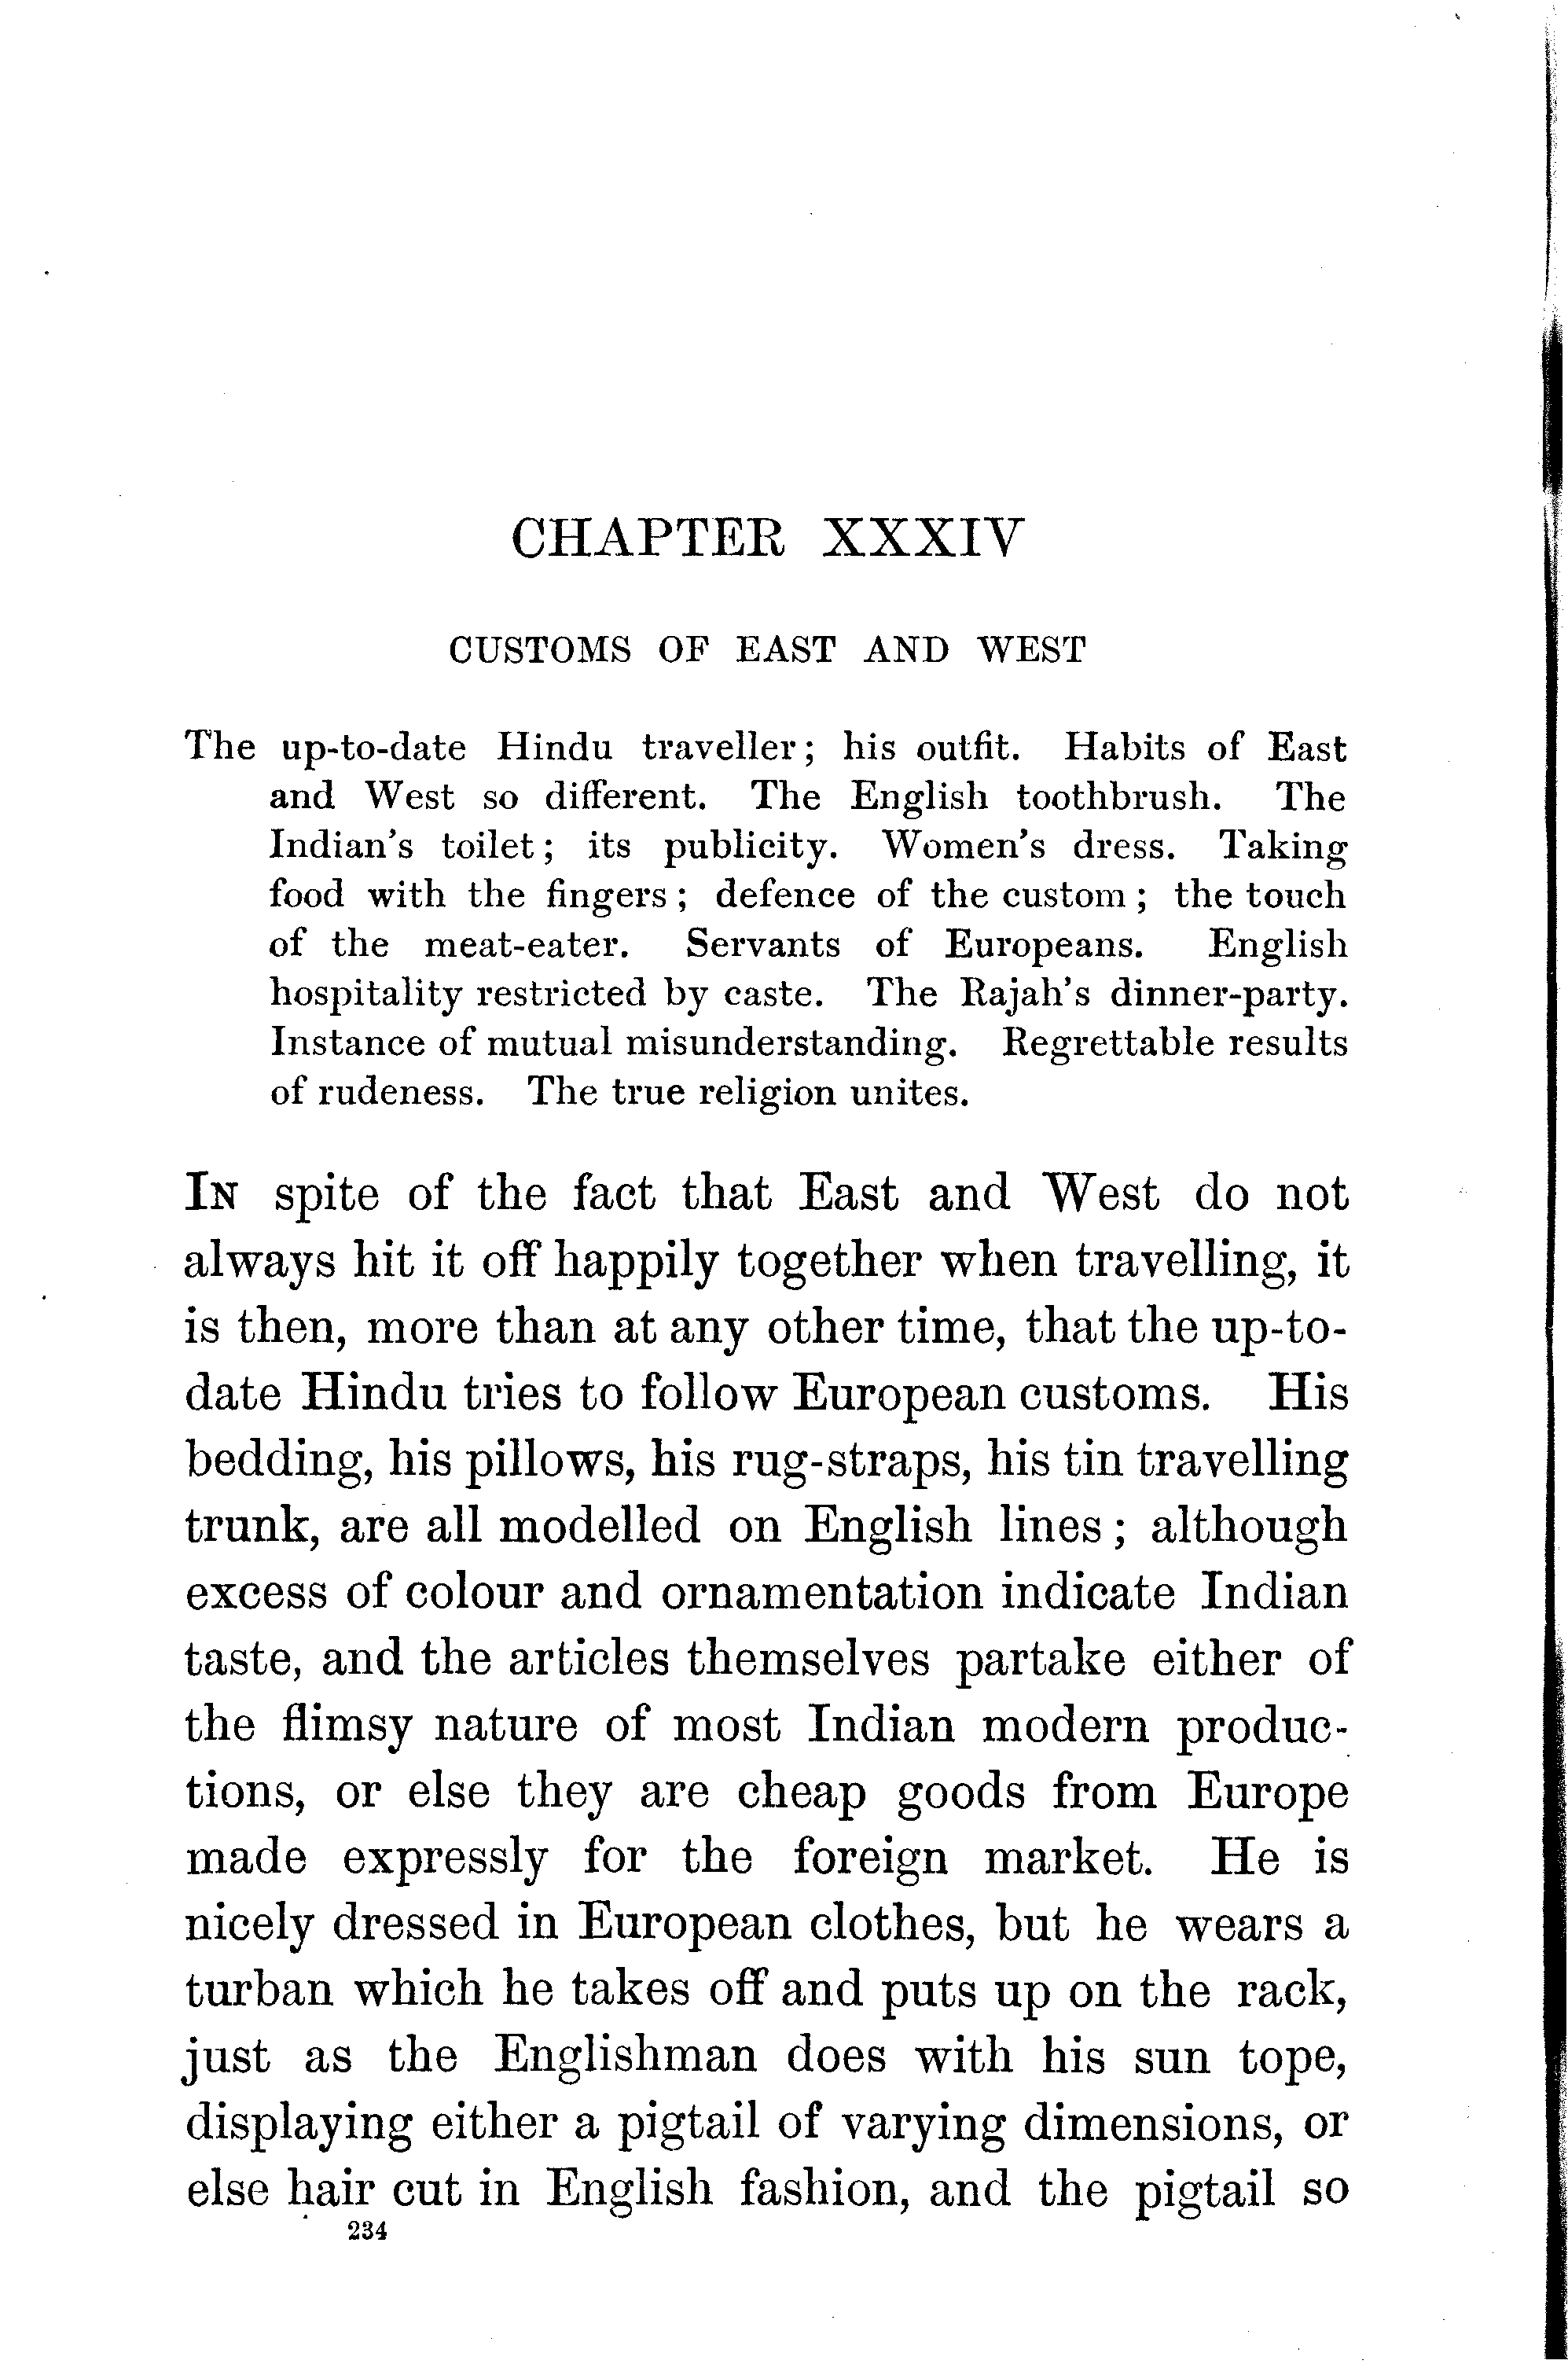 CHAPTER XXXIV
CUSTOMS OF EAST AND WEST
The up-to-date Hindu traveller; his outfit. Habits of East
and West so different. The English toothbrush. The
Indian's toilet; its publicity. Women's dress. Taking
food with the fingers; defence of the custom; the touch
of the meat-eater. Servants of Europeans. English
hospitality restricted by caste. The Rajah's dinner-party.
Instance of mutual misunderstanding. Regrettable results
of rudeness. The true religion unites.
IN spite of the fact that East and West do not
always hit it off happily together when travelling, it
is then, more than at any other time, that the up-to-
date Hindu tries to follow European customs. His
bedding, his pillows, his rug-straps, his tin travelling
trunk, are all modelled on English lines; although
excess of colour and ornamentation indicate Indian
taste, and the articles themselves partake either of
the flimsy nature of most Indian modern produc-
tions, or else they are cheap goods from Europe
made expressly for the foreign market. He is
nicely dressed in European clothes, but he wears a
turban which he takes off and puts up on the rack,
just as the Englishman does with his sun tope,
displaying either a pigtail of varying dimensions, or
else hair cut in English fashion, and the pigtail so
234